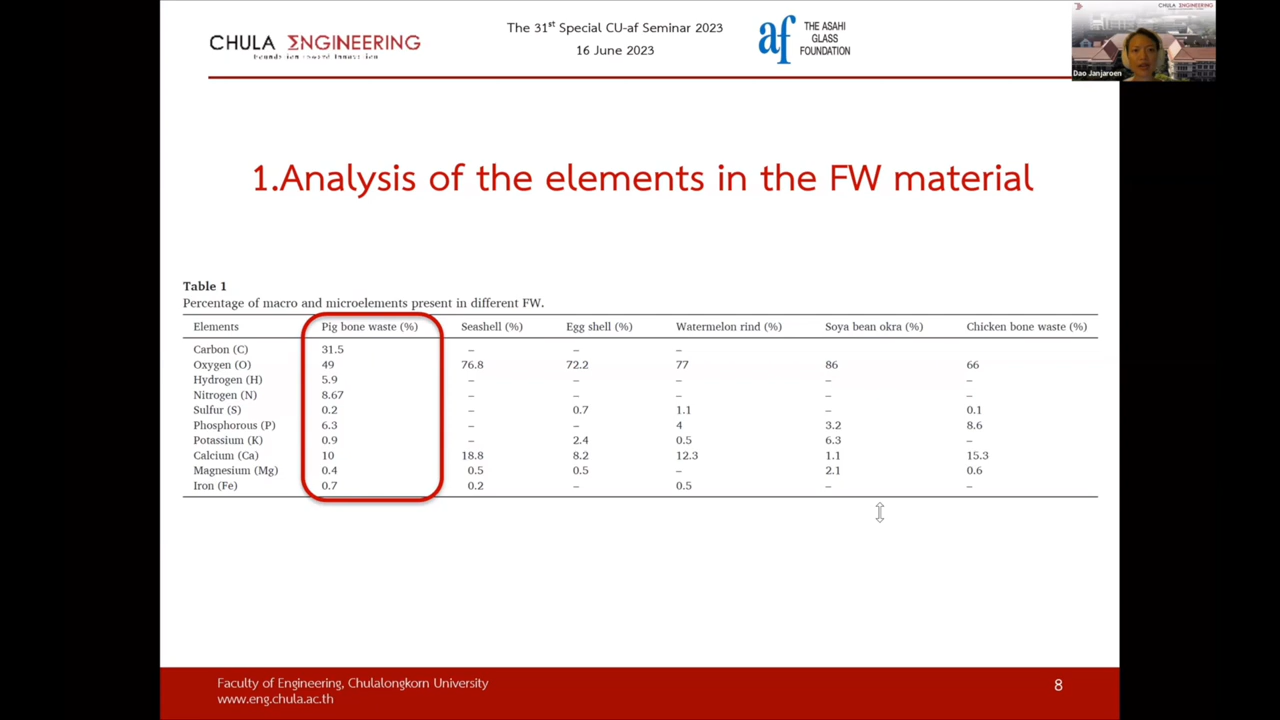 CHULA ΣNGINEERING
Foundation toward Innovation
The 31st Special CU-af Seminar 2023
16 June 2023
af THE ASAHI
GLASS
FOUNDATION
CHULA ΣNGINEERING
Dao Janjaroen
1.Analysis of the elements in the FW material
Table 1
Percentage of macro and microelements present in different FW.
Elements Pig bone waste (%) Seashell (%) Egg shell (%) Watermelon rind (%) Soya bean okra (%) Chicken bone waste (%)
Carbon (C) 31.5 – – –
Oxygen (O) 49 76.8 72.2 77 86 66
Hydrogen (H) 5.9 – – – – –
Nitrogen (N) 8.67 – – – – –
Sulfur (S) 0.2 – 0.7 1.1 – 0.1
Phosphorous (P) 6.3 – – 4 3.2 8.6
Potassium (K) 0.9 – 2.4 0.5 6.3 –
Calcium (Ca) 10 18.8 8.2 12.3 1.1 15.3
Magnesium (Mg) 0.4 0.5 0.5 – 2.1 0.6
Iron (Fe) 0.7 0.2 – 0.5 – –
Faculty of Engineering, Chulalongkorn University
www.eng.chula.ac.th
8